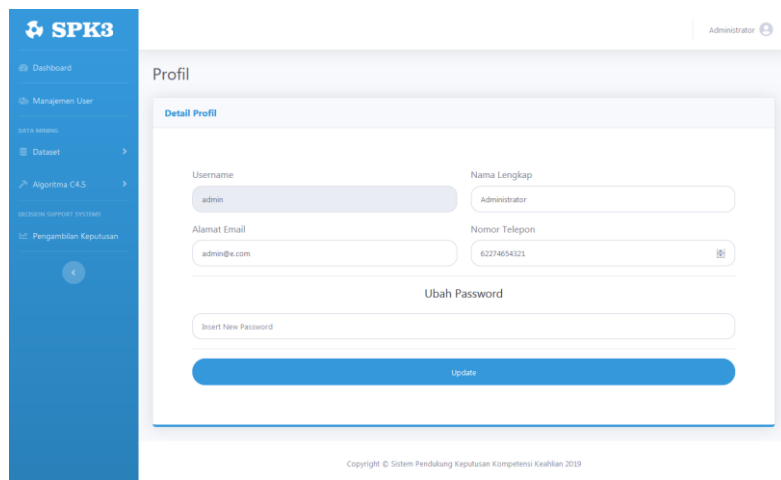 SPK3
Administrator
Dashboard
Manajemen User
DATA MINING
Dataset
Algoritma C4.5
DECISION SUPPORT SYSTEMS
Pengambilan Keputusan
Profil
Detail Profil
Username Nama Lengkap
admin Administrator
Alamat Email Nomor Telepon
admin@e.com 62274654321
Ubah Password
Insert New Password
Update
Copyright © Sistem Pendukung Keputusan Kompetensi Keahlian 2019